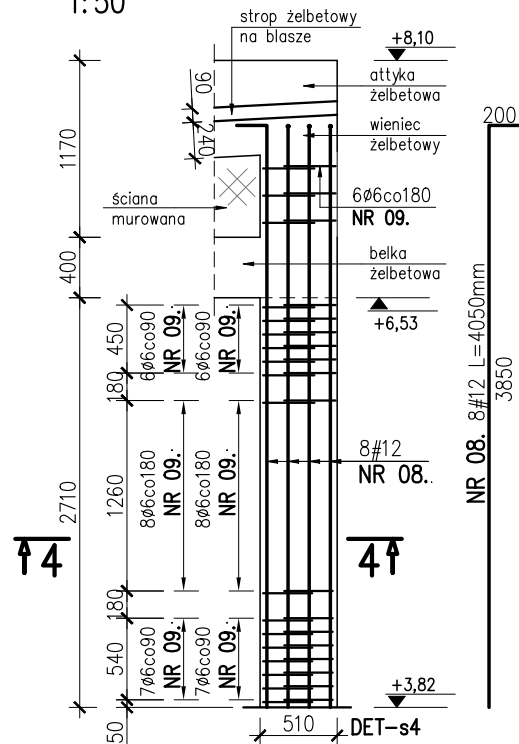 1:50
strop żelbetowy
na blasze
+8,10
90
attyka
żelbetowa
200
1170
240
wieniec
żelbetowy
ściana
murowana
6ø6co180
NR 09.
400
belka
żelbetowa
+6,53
450
6ø6co90
NR 09.
6ø6co90
NR 09.
180
NR 08. 8#12 L=4050mm
3850
2710
1260
8ø6co180
NR 09.
8ø6co180
NR 09.
8#12
NR 08.
4
4
180
540
7ø6co90
NR 09.
7ø6co90
NR 09.
+3,82
50
510
DET-s4